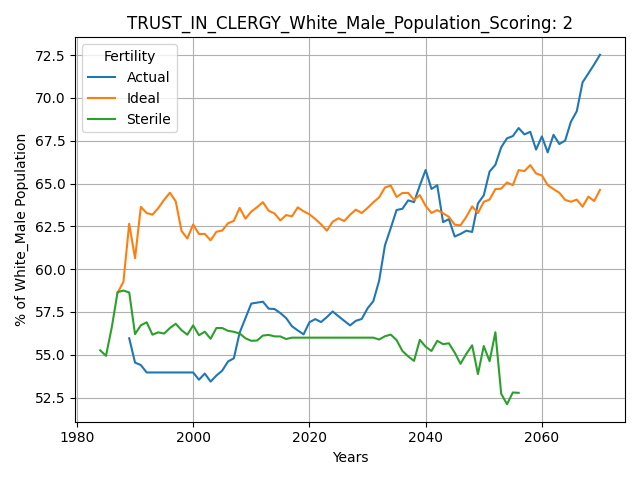 TRUST_IN_CLERGY_White_Male_Population_Scoring: 2
% of White_Male Population
72.5
70.0
67.5
65.0
62.5
60.0
57.5
55.0
52.5
Fertility
Actual
Ideal
Sterile
1980
2000
2020
2040
2060
Years